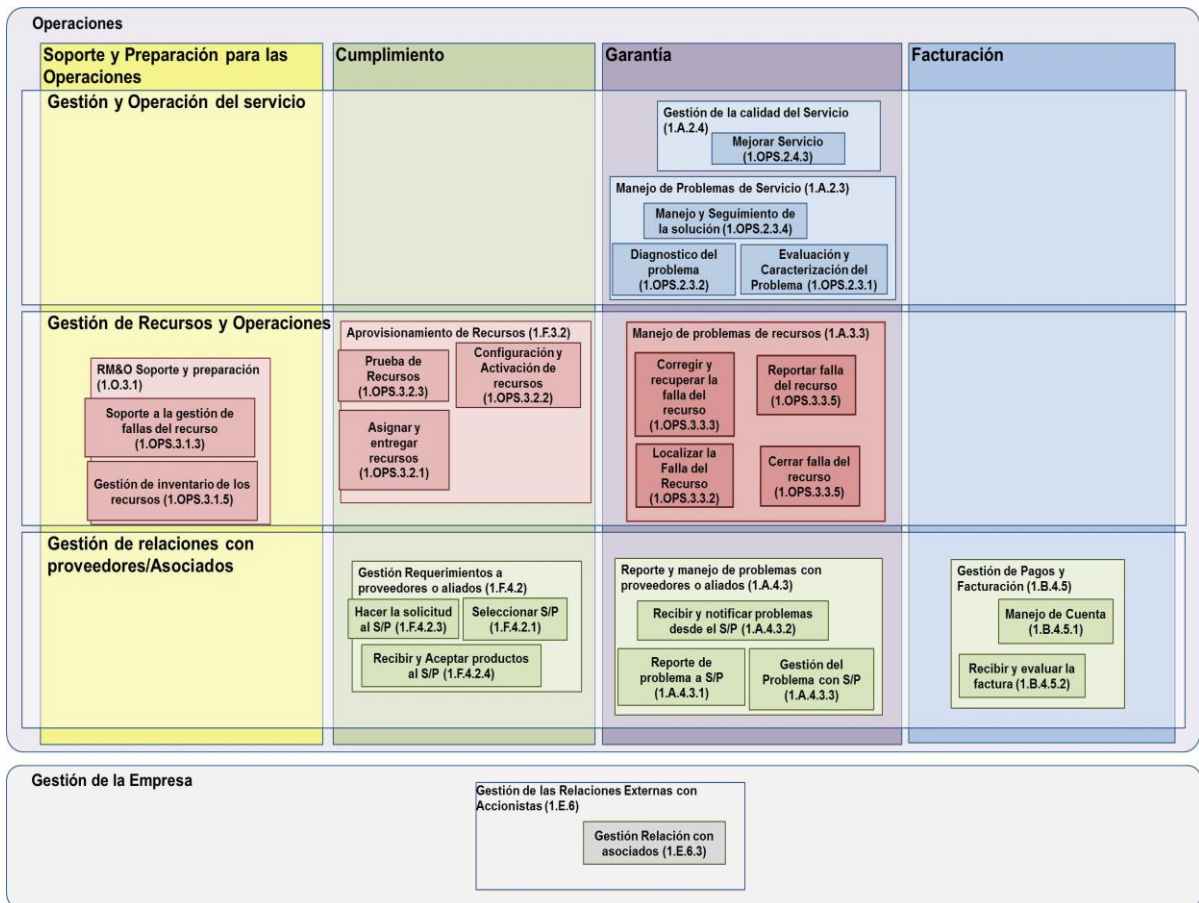 Operaciones
Soporte y Preparación para las
Operaciones
Cumplimiento
Garantía
Facturación
Gestión y Operación del servicio
Gestión de la calidad del Servicio
(1.A.2.4)
Mejorar Servicio
(1.OPS.2.4.3)
Manejo de Problemas de Servicio (1.A.2.3)
Manejo y Seguimiento de
la solución (1.OPS.2.3.4)
Diagnostico del
problema
(1.OPS.2.3.2)
Evaluación y
Caracterización del
Problema (1.OPS.2.3.1)
Gestión de Recursos y Operaciones
RM&O Soporte y preparación
(1.O.3.1)
Soporte a la gestión de
fallas del recurso
(1.OPS.3.1.3)
Gestión de inventario de los
recursos (1.OPS.3.1.5)
Aprovisionamiento de Recursos (1.F.3.2)
Prueba de
Recursos
(1.OPS.3.2.3)
Configuración y
Activación de
recursos
(1.OPS.3.2.2)
Asignar y
entregar
recursos
(1.OPS.3.2.1)
Manejo de problemas de recursos (1.A.3.3)
Corregir y
recuperar la
falla del
recurso
(1.OPS.3.3.3)
Reportar falla
del recurso
(1.OPS.3.3.5)
Localizar la
Falla del
Recurso
(1.OPS.3.3.2)
Cerrar falla del
recurso
(1.OPS.3.3.5)
Gestión de relaciones con
proveedores/Asociados
Gestión Requerimientos a
proveedores o aliados (1.F.4.2)
Hacer la solicitud
al S/P (1.F.4.2.3)
Seleccionar S/P
(1.F.4.2.1)
Recibir y Aceptar productos
al S/P (1.F.4.2.4)
Reporte y manejo de problemas con
proveedores o aliados (1.A.4.3)
Recibir y notificar problemas
desde el S/P (1.A.4.3.2)
Reporte de
problema a S/P
(1.A.4.3.1)
Gestión del
Problema con S/P
(1.A.4.3.3)
Gestión de Pagos y
Facturación (1.B.4.5)
Manejo de Cuenta
(1.B.4.5.1)
Recibir y evaluar la
factura (1.B.4.5.2)
Gestión de la Empresa
Gestión de las Relaciones Externas con
Accionistas (1.E.6)
Gestión Relación con
asociados (1.E.6.3)